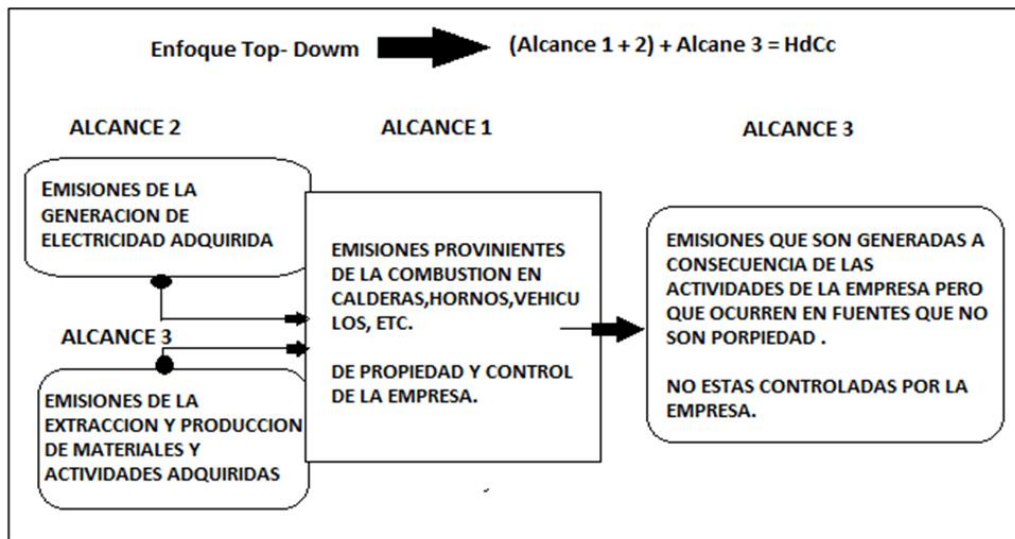 Enfoque Top- Dowm
(Alcance 1 + 2) + Alcane 3 = HdCc
ALCANCE 2
ALCANCE 1
ALCANCE 3
EMISIONES DE LA
GENERACION DE
ELECTRICIDAD ADQUIRIDA
ALCANCE 3
EMISIONES DE LA
EXTRACCION Y PRODUCCION
DE MATERIALES Y
ACTIVIDADES ADQUIRIDAS
EMISIONES PROVINIENTES
DE LA COMBUSTION EN
CALDERAS,HORNOS,VEHICU
LOS, ETC.
DE PROPIEDAD Y CONTROL
DE LA EMPRESA.
EMISIONES QUE SON GENERADAS A
CONSECUENCIA DE LAS
ACTIVIDADES DE LA EMPRESA PERO
QUE OCURREN EN FUENTES QUE NO
SON PORPIEDAD .
NO ESTAS CONTROLADAS POR LA
EMPRESA.